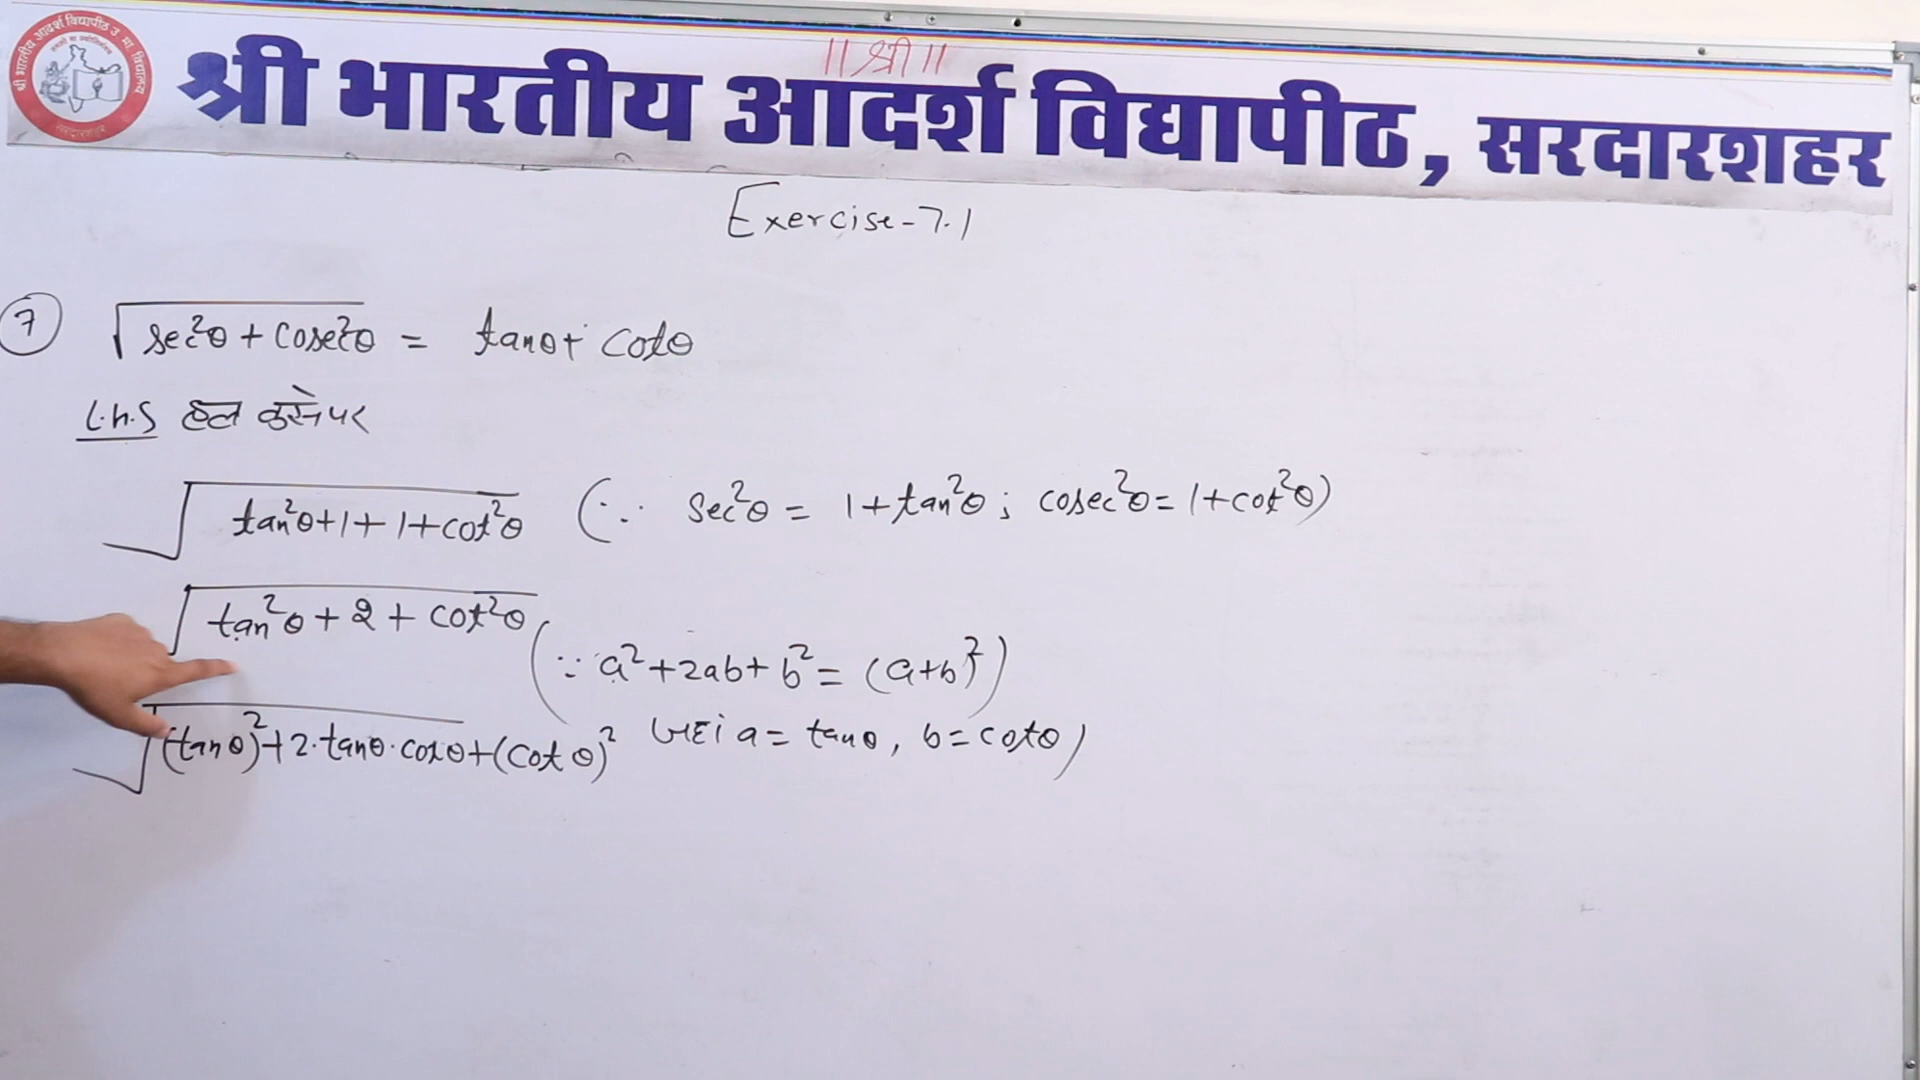 ॥ श्री ॥
श्री भारतीय आदर्श विद्यापीठ, सरदारशहर
Exercise-7.1
7 √sec²θ + cosec²θ = tanθ + cotθ
L.h.S हल करने पर
√tan²θ+1+1+cot²θ (∵ sec²θ = 1+tan²θ ; cosec²θ = 1+cot²θ)
√tan²θ + 2 + cot²θ
(∵ a²+2ab+b² = (a+b)²)
√(tanθ)²+2·tanθ·cotθ+(cotθ)² यहाँ a = tanθ, b = cotθ)